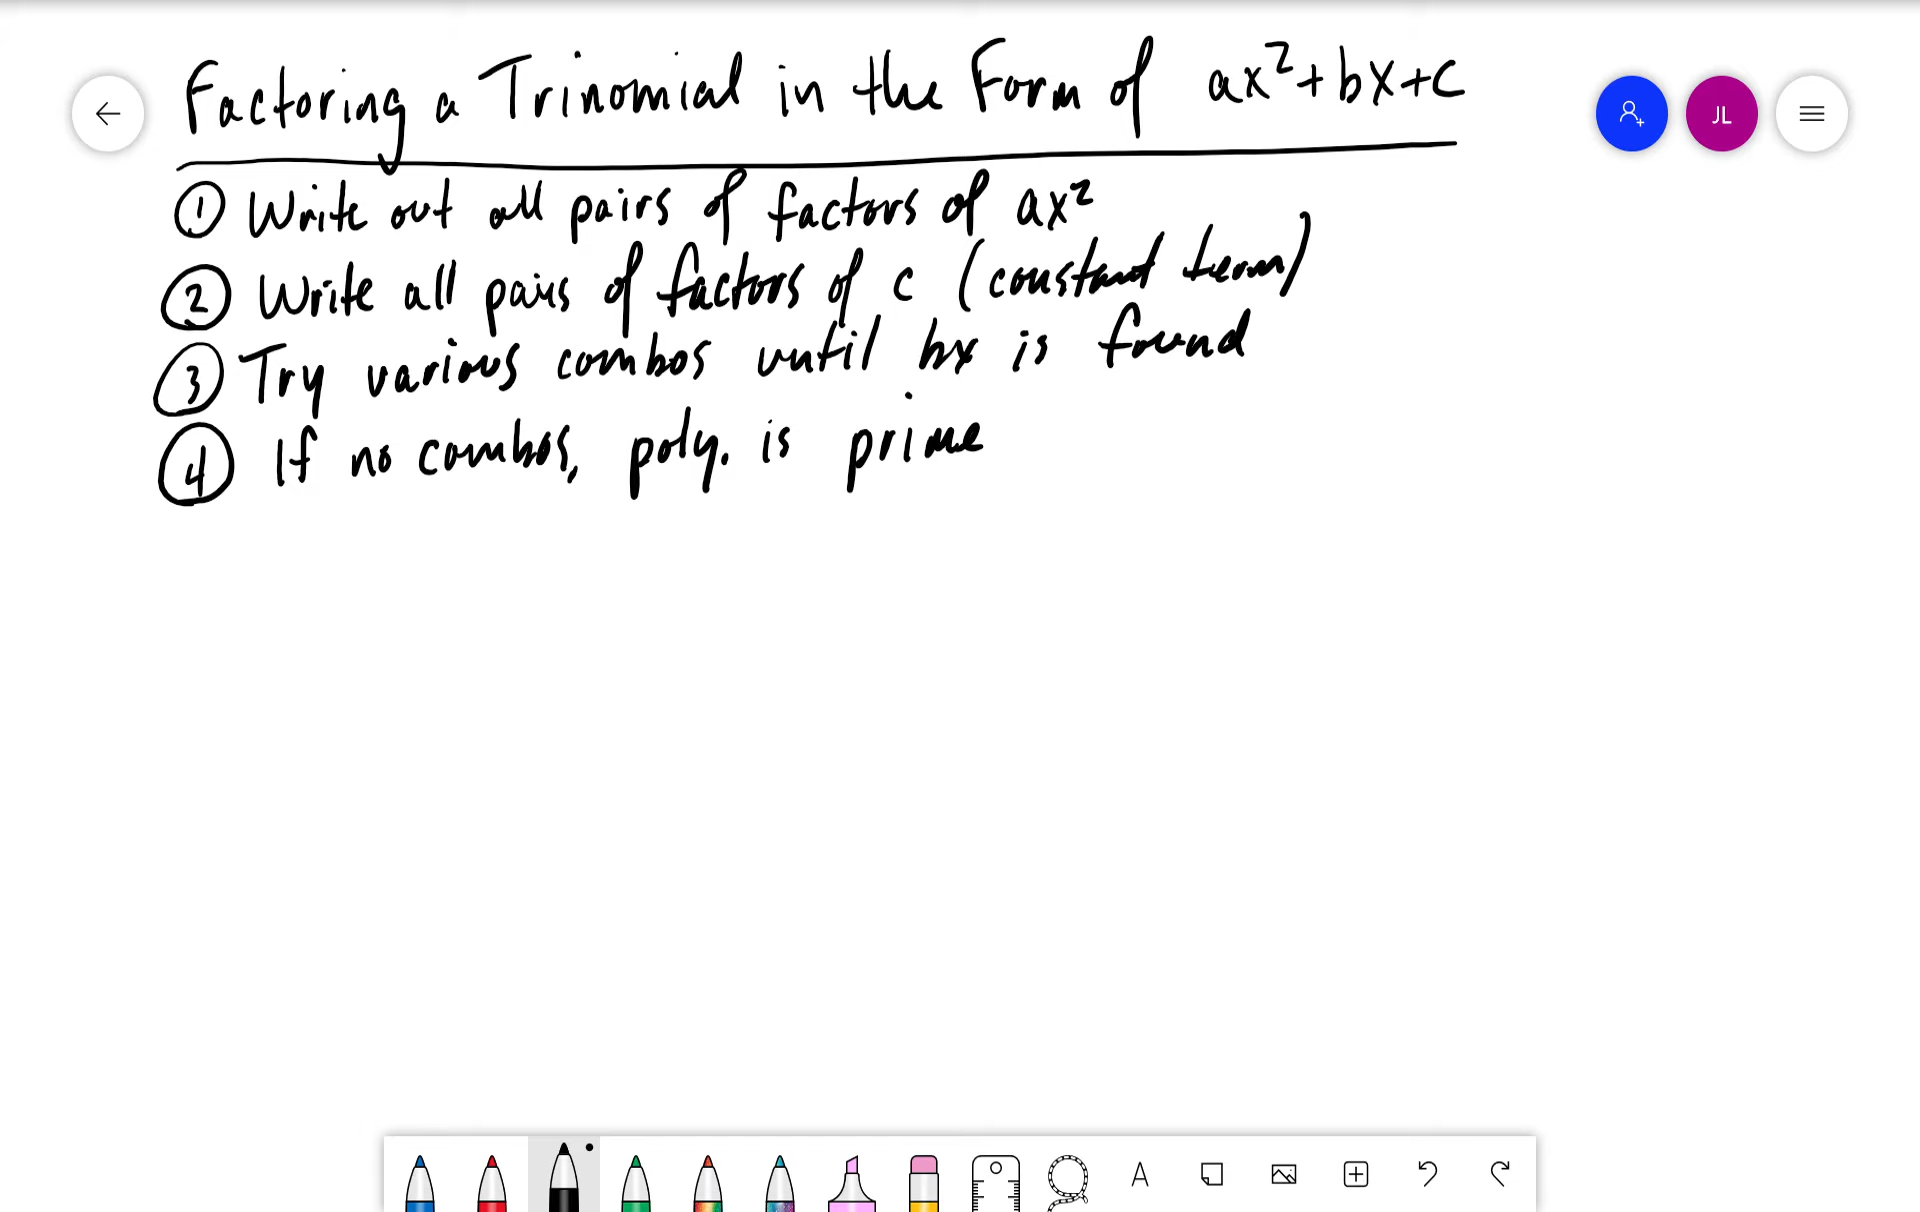 Factoring a Trinomial in the Form of ax²+bx+c
JL
① Write out all pairs of factors of ax²
② Write all pairs of factors of c (constant term)
③ Try various combos until bx is found
④ If no combos, poly. is prime
A